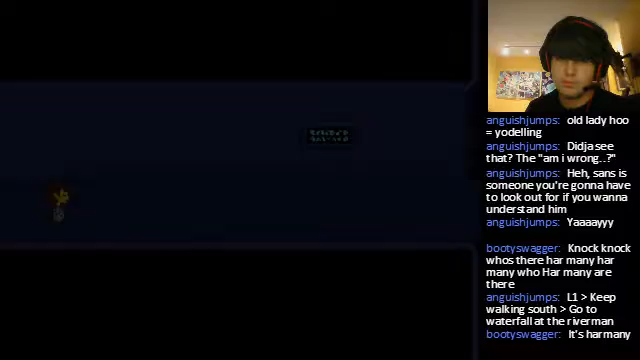 anguishjumps: old lady hoo
= yodelling
anguishjumps: Didja see
that? The "am i wrong..?"
anguishjumps: Heh, sans is
someone you're gonna have
to look out for if you wanna
understand him
anguishjumps: Yaaaayyy
bootyswagger: Knock knock
whos there har many har
many who Har many are
there
anguishjumps: L1 > Keep
walking south > Go to
waterfall at the riverman
bootyswagger: It's harmany